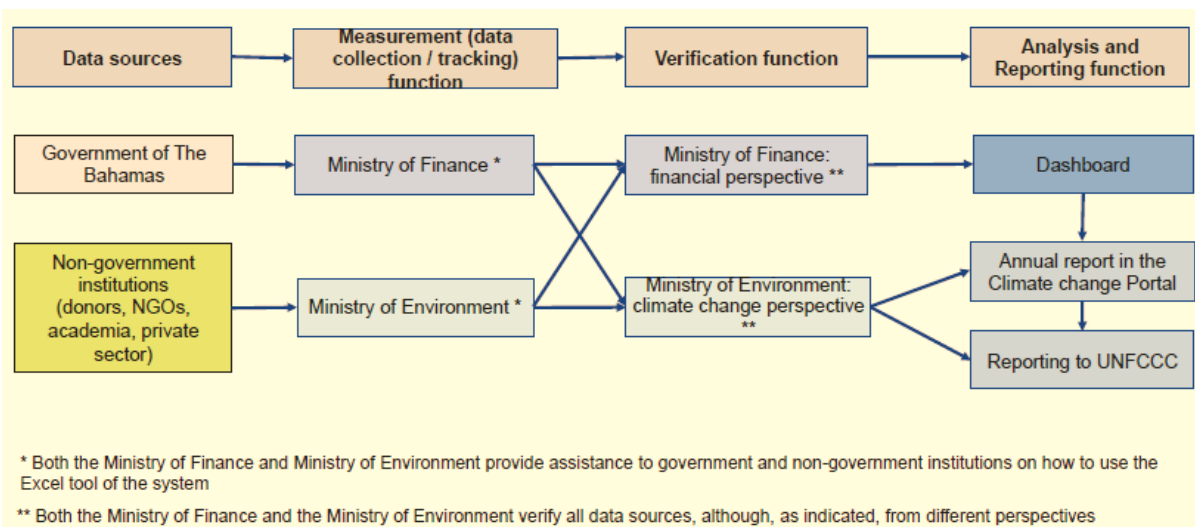 Data sources
Measurement (data
collection / tracking)
function
Verification function
Analysis and
Reporting function
Government of The
Bahamas
Ministry of Finance *
Ministry of Finance:
financial perspective **
Dashboard
Non-government
institutions
(donors, NGOs,
academia, private
sector)
Ministry of Environment *
Ministry of Environment:
climate change perspective
**
Annual report in the
Climate change Portal
Reporting to UNFCCC
* Both the Ministry of Finance and Ministry of Environment provide assistance to government and non-government institutions on how to use the
Excel tool of the system
** Both the Ministry of Finance and the Ministry of Environment verify all data sources, although, as indicated, from different perspectives